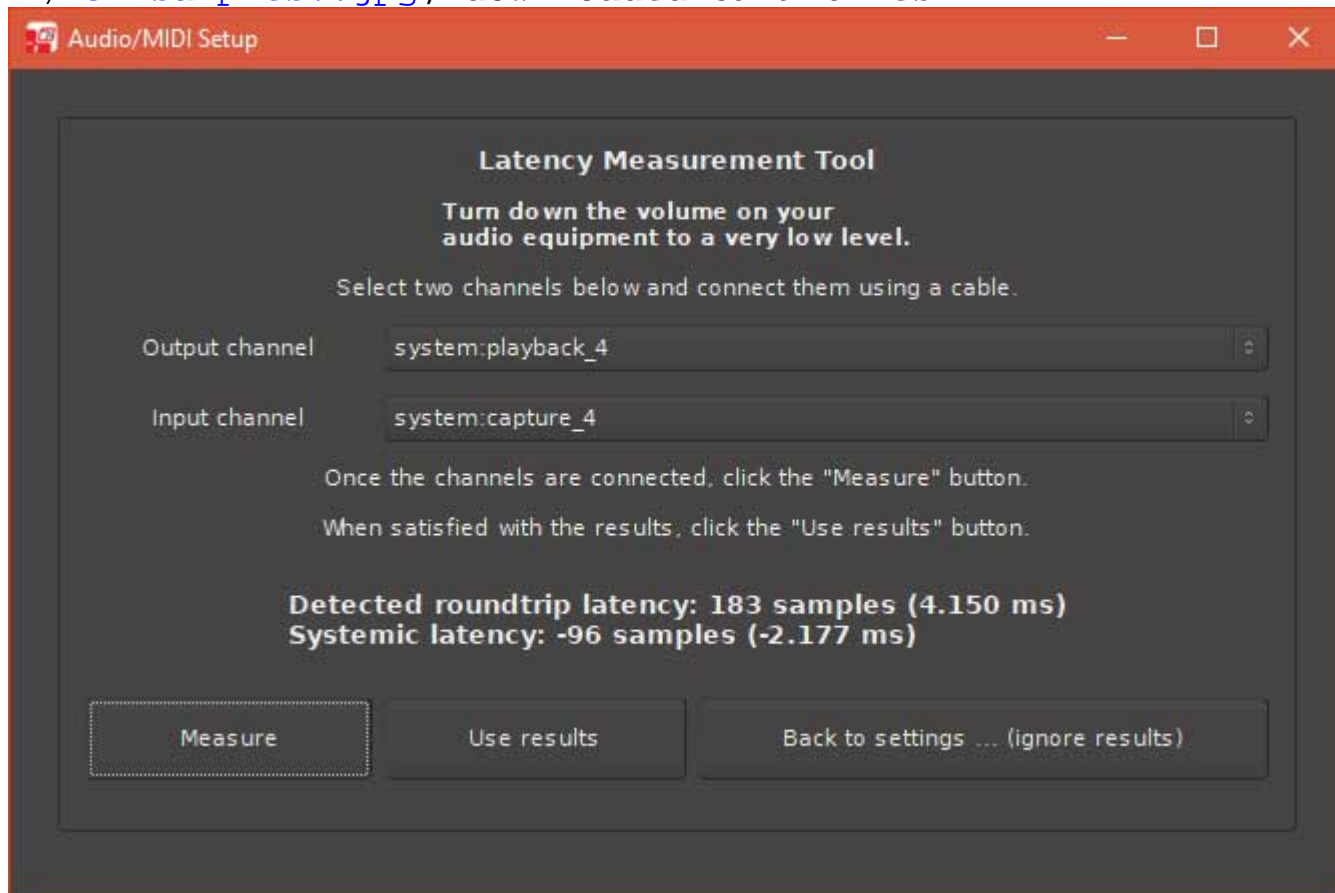 Audio/MIDI Setup
Latency Measurement Tool
Turn down the volume on your
audio equipment to a very low level.
Select two channels below and connect them using a cable.
Output channel system:playback_4
Input channel system:capture_4
Once the channels are connected, click the "Measure" button.
When satisfied with the results, click the "Use results" button.
Detected roundtrip latency: 183 samples (4.150 ms)
Systemic latency: -96 samples (-2.177 ms)
Measure Use results Back to settings ... (ignore results)